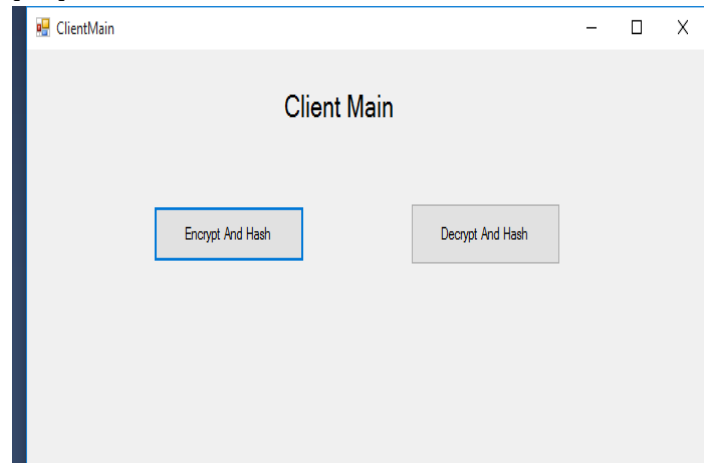 ClientMain
Client Main
Encrypt And Hash
Decrypt And Hash